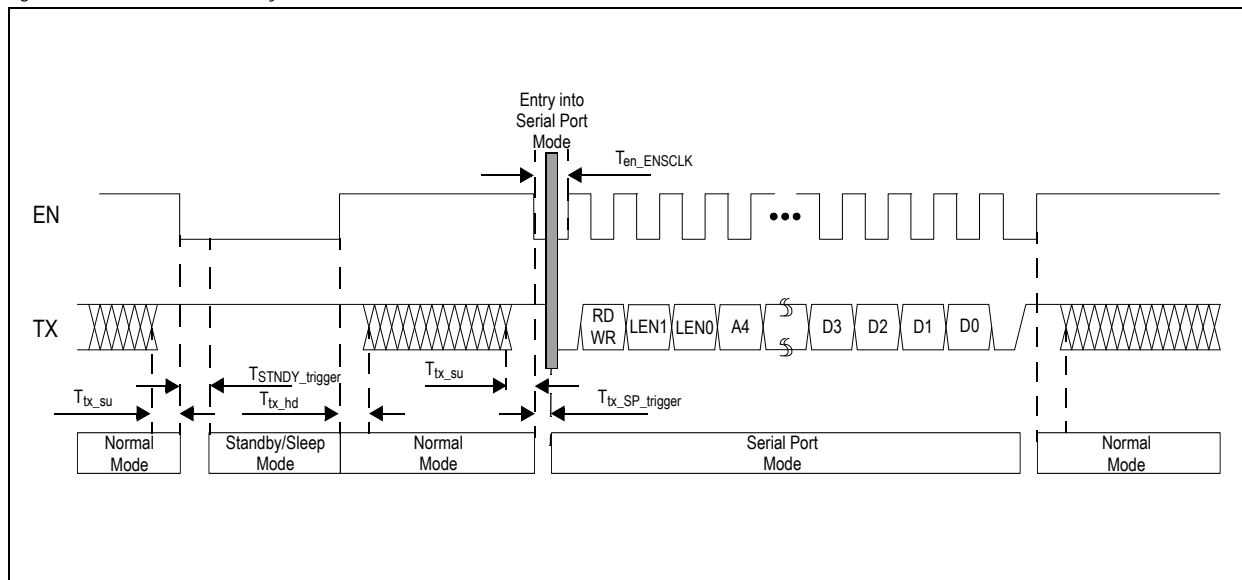 Entry into
Serial Port
Mode
Ten_ENSCLK
EN
TX
RD
WR
LEN1
LEN0
A4
D3
D2
D1
D0
TSTNDY_trigger
Ttx_su
Ttx_su
Ttx_hd
Ttx_SP_trigger
Normal
Mode
Standby/Sleep
Mode
Normal
Mode
Serial Port
Mode
Normal
Mode